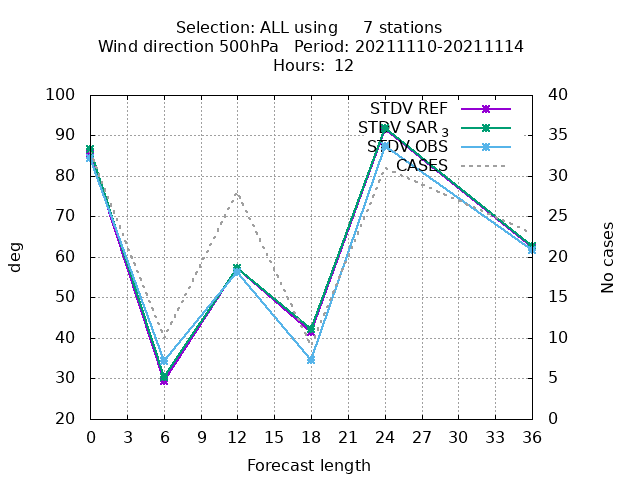 Selection: ALL using     7 stations
Wind direction 500hPa   Period: 20211110-20211114
Hours: 12
STDV REF
STDV SAR 3
STDV OBS
CASES
100
90
80
70
60
50
40
30
20
deg
40
35
30
25
20
15
10
5
0
No cases
0 3 6 9 12 15 18 21 24 27 30 33 36
Forecast length